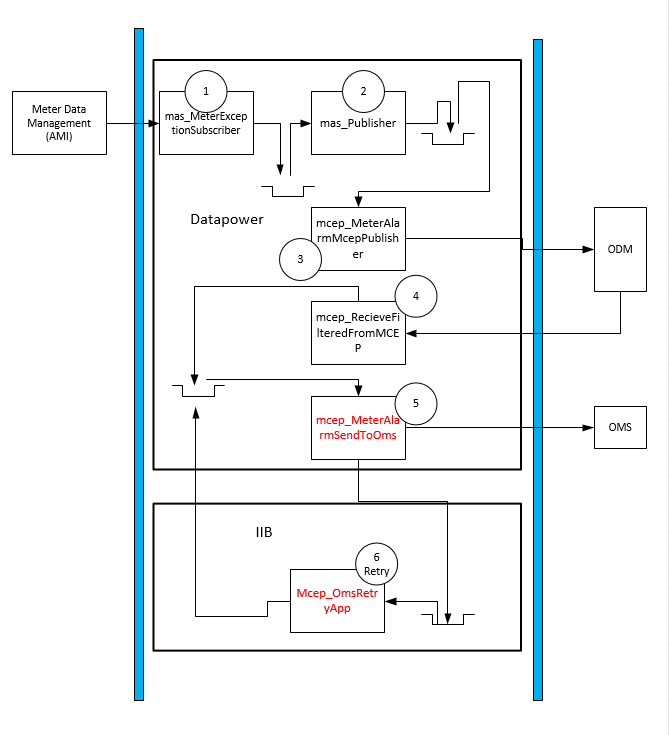 1
2
Meter Data
Management
(AMI)
mas_MeterExcep
tionSubscriber
mas_Publisher
Datapower
mcep_MeterAla
rmMcepPublish
er
3
ODM
4
mcep_RecieveFi
lteredFromMCE
P
5
mcep_MeterAla
rmSendToOms
OMS
IIB
6
Retry
Mcep_OmsRetr
yApp